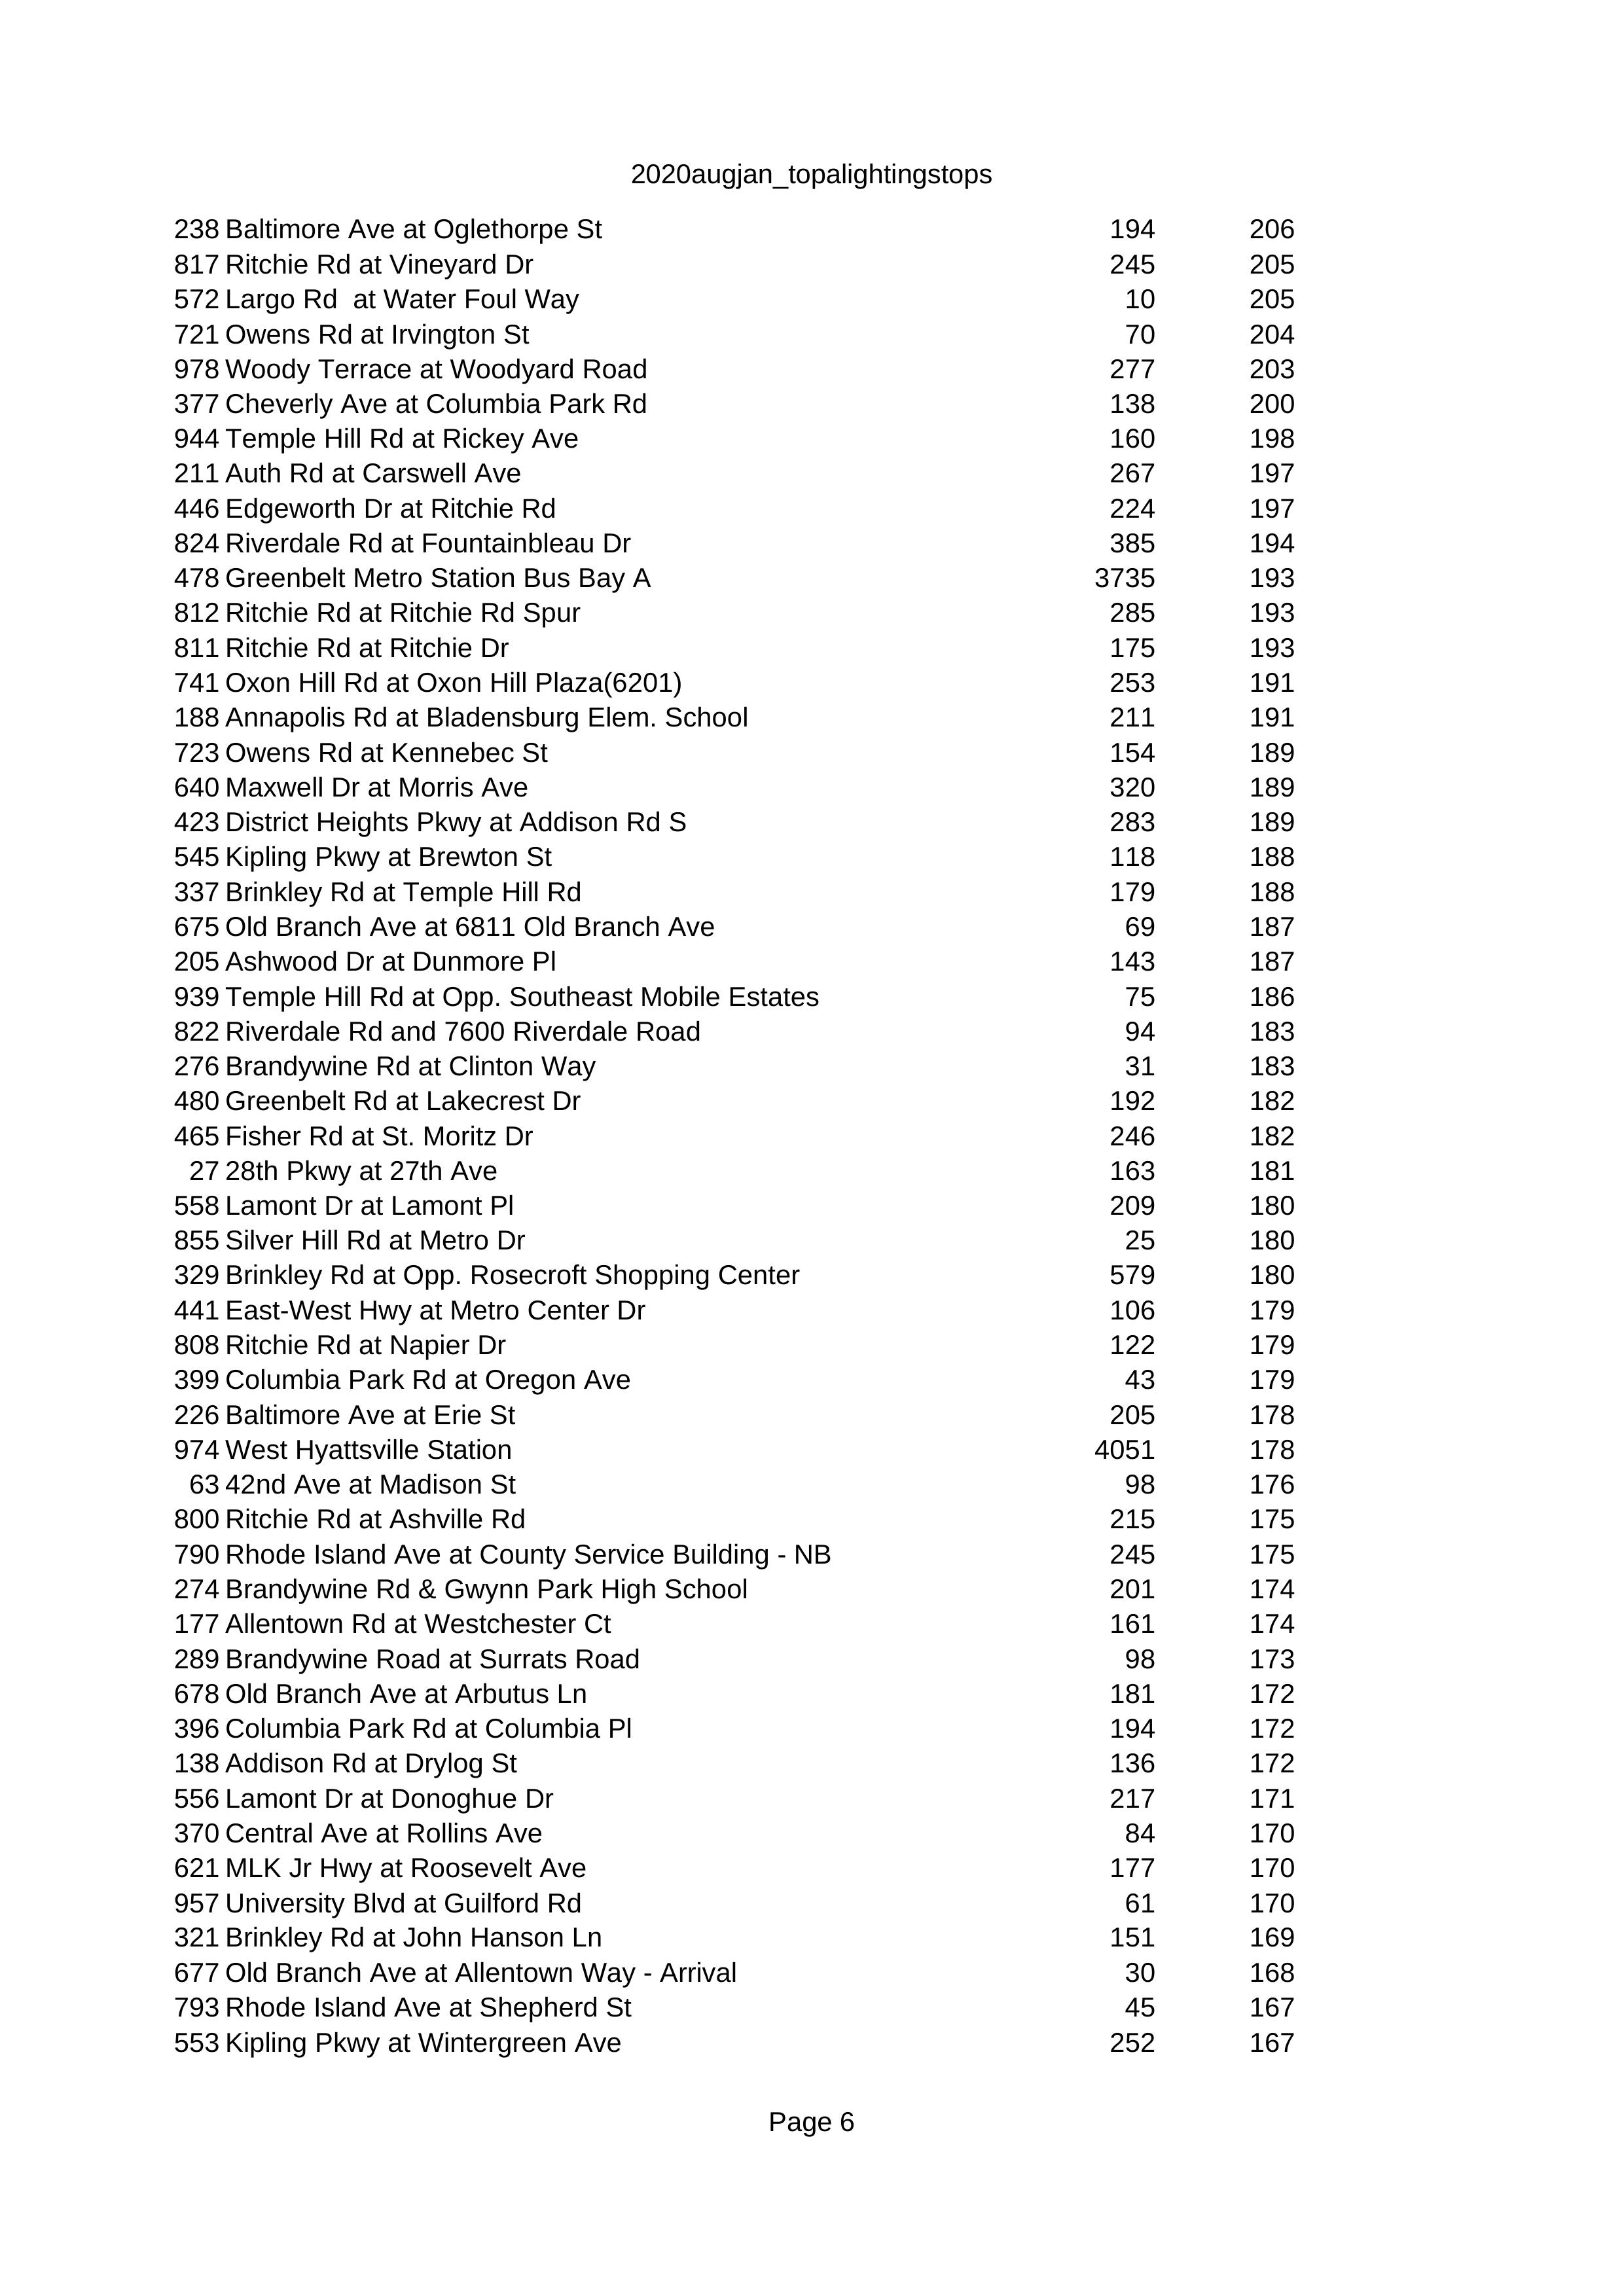 2020augjan_topalightingstops
238 Baltimore Ave at Oglethorpe St 194 206
817 Ritchie Rd at Vineyard Dr 245 205
572 Largo Rd  at Water Foul Way 10 205
721 Owens Rd at Irvington St 70 204
978 Woody Terrace at Woodyard Road 277 203
377 Cheverly Ave at Columbia Park Rd 138 200
944 Temple Hill Rd at Rickey Ave 160 198
211 Auth Rd at Carswell Ave 267 197
446 Edgeworth Dr at Ritchie Rd 224 197
824 Riverdale Rd at Fountainbleau Dr 385 194
478 Greenbelt Metro Station Bus Bay A 3735 193
812 Ritchie Rd at Ritchie Rd Spur 285 193
811 Ritchie Rd at Ritchie Dr 175 193
741 Oxon Hill Rd at Oxon Hill Plaza(6201) 253 191
188 Annapolis Rd at Bladensburg Elem. School 211 191
723 Owens Rd at Kennebec St 154 189
640 Maxwell Dr at Morris Ave 320 189
423 District Heights Pkwy at Addison Rd S 283 189
545 Kipling Pkwy at Brewton St 118 188
337 Brinkley Rd at Temple Hill Rd 179 188
675 Old Branch Ave at 6811 Old Branch Ave 69 187
205 Ashwood Dr at Dunmore Pl 143 187
939 Temple Hill Rd at Opp. Southeast Mobile Estates 75 186
822 Riverdale Rd and 7600 Riverdale Road 94 183
276 Brandywine Rd at Clinton Way 31 183
480 Greenbelt Rd at Lakecrest Dr 192 182
465 Fisher Rd at St. Moritz Dr 246 182
27 28th Pkwy at 27th Ave 163 181
558 Lamont Dr at Lamont Pl 209 180
855 Silver Hill Rd at Metro Dr 25 180
329 Brinkley Rd at Opp. Rosecroft Shopping Center 579 180
441 East-West Hwy at Metro Center Dr 106 179
808 Ritchie Rd at Napier Dr 122 179
399 Columbia Park Rd at Oregon Ave 43 179
226 Baltimore Ave at Erie St 205 178
974 West Hyattsville Station 4051 178
63 42nd Ave at Madison St 98 176
800 Ritchie Rd at Ashville Rd 215 175
790 Rhode Island Ave at County Service Building - NB 245 175
274 Brandywine Rd & Gwynn Park High School 201 174
177 Allentown Rd at Westchester Ct 161 174
289 Brandywine Road at Surrats Road 98 173
678 Old Branch Ave at Arbutus Ln 181 172
396 Columbia Park Rd at Columbia Pl 194 172
138 Addison Rd at Drylog St 136 172
556 Lamont Dr at Donoghue Dr 217 171
370 Central Ave at Rollins Ave 84 170
621 MLK Jr Hwy at Roosevelt Ave 177 170
957 University Blvd at Guilford Rd 61 170
321 Brinkley Rd at John Hanson Ln 151 169
677 Old Branch Ave at Allentown Way - Arrival 30 168
793 Rhode Island Ave at Shepherd St 45 167
553 Kipling Pkwy at Wintergreen Ave 252 167
Page 6